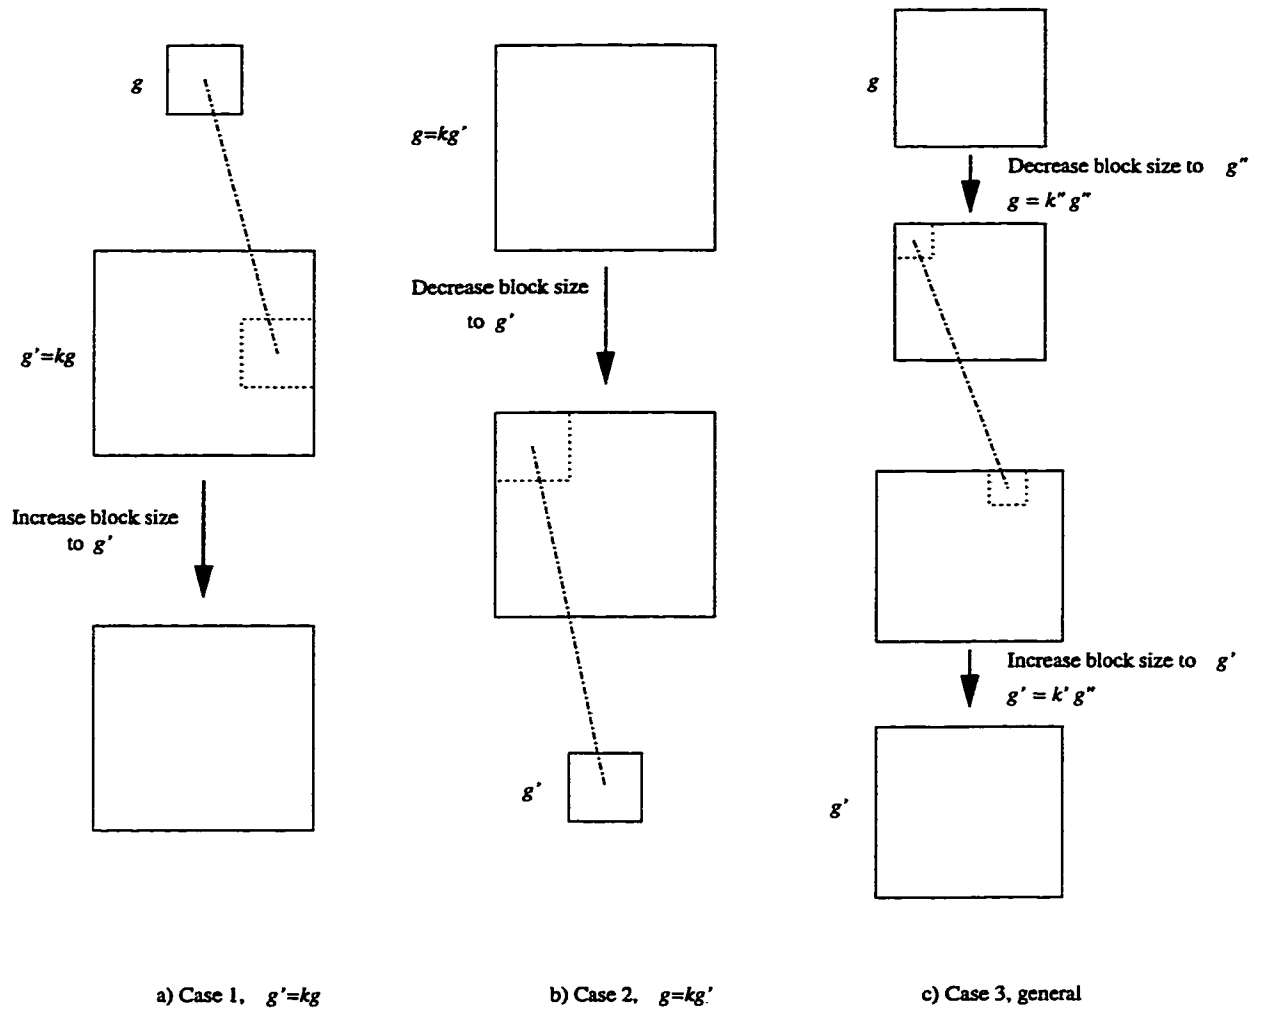 g
g'=kg
Increase block size
to g'
a) Case 1, g'=kg
g=kg'
Decrease block size
to g'
g'
b) Case 2, g=kg'
g
Decrease block size to g"
g = k" g"
Increase block size to g'
g' = k' g"
g'
c) Case 3, general